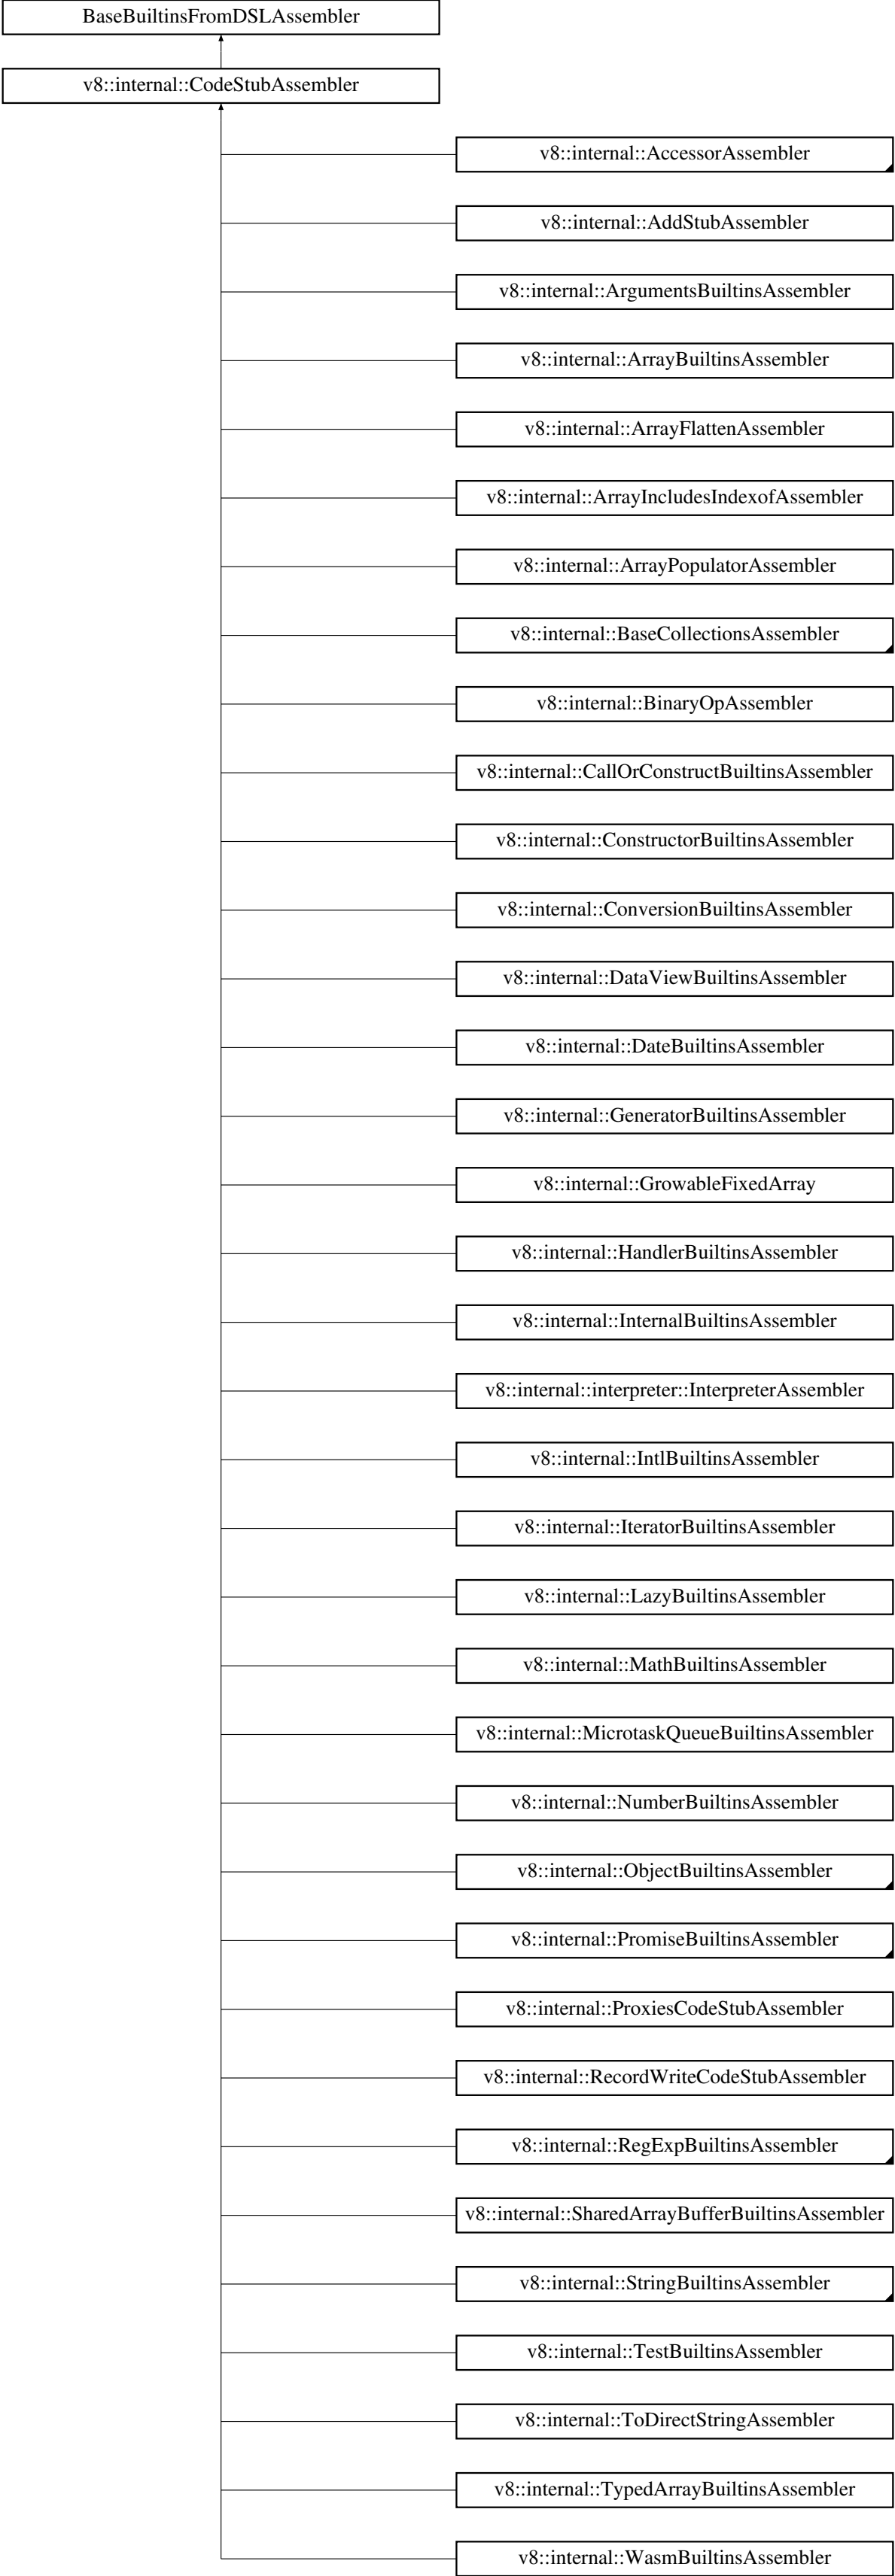 BaseBuiltinsFromDSLAssembler
v8::internal::CodeStubAssembler
v8::internal::AccessorAssembler
v8::internal::AddStubAssembler
v8::internal::ArgumentsBuiltinsAssembler
v8::internal::ArrayBuiltinsAssembler
v8::internal::ArrayFlattenAssembler
v8::internal::ArrayIncludesIndexofAssembler
v8::internal::ArrayPopulatorAssembler
v8::internal::BaseCollectionsAssembler
v8::internal::BinaryOpAssembler
v8::internal::CallOrConstructBuiltinsAssembler
v8::internal::ConstructorBuiltinsAssembler
v8::internal::ConversionBuiltinsAssembler
v8::internal::DataViewBuiltinsAssembler
v8::internal::DateBuiltinsAssembler
v8::internal::GeneratorBuiltinsAssembler
v8::internal::GrowableFixedArray
v8::internal::HandlerBuiltinsAssembler
v8::internal::InternalBuiltinsAssembler
v8::internal::interpreter::InterpreterAssembler
v8::internal::IntlBuiltinsAssembler
v8::internal::IteratorBuiltinsAssembler
v8::internal::LazyBuiltinsAssembler
v8::internal::MathBuiltinsAssembler
v8::internal::MicrotaskQueueBuiltinsAssembler
v8::internal::NumberBuiltinsAssembler
v8::internal::ObjectBuiltinsAssembler
v8::internal::PromiseBuiltinsAssembler
v8::internal::ProxiesCodeStubAssembler
v8::internal::RecordWriteCodeStubAssembler
v8::internal::RegExpBuiltinsAssembler
v8::internal::SharedArrayBufferBuiltinsAssembler
v8::internal::StringBuiltinsAssembler
v8::internal::TestBuiltinsAssembler
v8::internal::ToDirectStringAssembler
v8::internal::TypedArrayBuiltinsAssembler
v8::internal::WasmBuiltinsAssembler